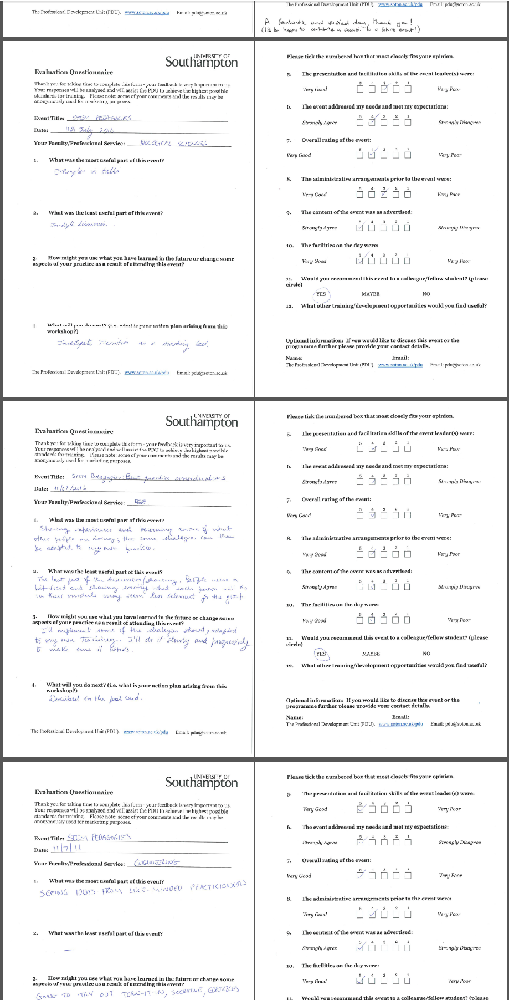 The Professional Development Unit (PDU). www.soton.ac.uk/pdu Email: pdu@soton.ac.uk
The Professional Development Unit (PDU). www.soton.ac.uk/pdu Email: pdu@soton.ac.uk
A fantastic and varied day, thank you!
(I'd be happy to contribute a session to a future event!)
UNIVERSITY OF
Southampton
Evaluation Questionnaire
Thank you for taking time to complete this form - your feedback is very important to us.
Your responses will be analysed and will assist the PDU to achieve the highest possible
standards for training. Please note: some of your comments and the results may be
anonymously used for marketing purposes.
Event Title: STEM PEDAGOGIES
Date: 11th July 2016
Your Faculty/Professional Service: BIOLOGICAL SCIENCES
1. What was the most useful part of this event?
Examples in talks
2. What was the least useful part of this event?
In-depth discussion.
3. How might you use what you have learned in the future or change some
aspects of your practice as a result of attending this event?
4 What will you do next? (i.e. what is your action plan arising from this
workshop?)
Investigate Turnitin as a marking tool.
The Professional Development Unit (PDU). www.soton.ac.uk/pdu Email: pdu@soton.ac.uk
Please tick the numbered box that most closely fits your opinion.
5. The presentation and facilitation skills of the event leader(s) were:
5 4 3 2 1
Very Good Very Poor
6. The event addressed my needs and met my expectations:
5 4 3 2 1
Strongly Agree Strongly Disagree
7. Overall rating of the event:
5 4 3 2 1
Very Good Very Poor
8. The administrative arrangements prior to the event were:
5 4 3 2 1
Very Good Very Poor
9. The content of the event was as advertised:
5 4 3 2 1
Strongly Agree Strongly Disagree
10. The facilities on the day were:
5 4 3 2 1
Very Good Very Poor
11. Would you recommend this event to a colleague/fellow student? (please
circle)
YES MAYBE NO
12. What other training/development opportunities would you find useful?
Optional information: If you would like to discuss this event or the
programme further please provide your contact details.
Name: Email:
The Professional Development Unit (PDU). www.soton.ac.uk/pdu Email: pdu@soton.ac.uk
UNIVERSITY OF
Southampton
Evaluation Questionnaire
Thank you for taking time to complete this form - your feedback is very important to us.
Your responses will be analysed and will assist the PDU to achieve the highest possible
standards for training. Please note: some of your comments and the results may be
anonymously used for marketing purposes.
Event Title: STEM Pedagogies: Best practice considerations
Date: 11/07/2016
Your Faculty/Professional Service: FEE
1. What was the most useful part of this event?
Sharing experiences and becoming aware of what
other people are doing; the some strategies can then
be adapted to my own practice.
2. What was the least useful part of this event?
The last part of the discussion/sharing. People were a
bit tired and sharing exactly what each person will do
in their module may seem less relevant for the group.
3. How might you use what you have learned in the future or change some
aspects of your practice as a result of attending this event?
I'll implement some of the strategies shared, adapted
to my own teaching. I'll do it slowly and progressively
to make sure it works.
4. What will you do next? (i.e. what is your action plan arising from this
workshop?)
Described in the post card.
The Professional Development Unit (PDU). www.soton.ac.uk/pdu Email: pdu@soton.ac.uk
Please tick the numbered box that most closely fits your opinion.
5. The presentation and facilitation skills of the event leader(s) were:
5 4 3 2 1
Very Good Very Poor
6. The event addressed my needs and met my expectations:
5 4 3 2 1
Strongly Agree Strongly Disagree
7. Overall rating of the event:
5 4 3 2 1
Very Good Very Poor
8. The administrative arrangements prior to the event were:
5 4 3 2 1
Very Good Very Poor
9. The content of the event was as advertised:
5 4 3 2 1
Strongly Agree Strongly Disagree
10. The facilities on the day were:
5 4 3 2 1
Very Good Very Poor
11. Would you recommend this event to a colleague/fellow student? (please
circle)
YES MAYBE NO
12. What other training/development opportunities would you find useful?
Optional information: If you would like to discuss this event or the
programme further please provide your contact details.
Name: Email:
The Professional Development Unit (PDU). www.soton.ac.uk/pdu Email: pdu@soton.ac.uk
UNIVERSITY OF
Southampton
Evaluation Questionnaire
Thank you for taking time to complete this form - your feedback is very important to us.
Your responses will be analysed and will assist the PDU to achieve the highest possible
standards for training. Please note: some of your comments and the results may be
anonymously used for marketing purposes.
Event Title: STEM PEDAGOGIES
Date: 11/7/16
Your Faculty/Professional Service: ENGINEERING
1. What was the most useful part of this event?
SEEING IDEAS FROM LIKE-MINDED PRACTICIONERS
2. What was the least useful part of this event?
—
3. How might you use what you have learned in the future or change some
aspects of your practice as a result of attending this event?
GOING TO TRY OUT TURN-IT-IN, SOCRATIVE, EDPUZZLES
Please tick the numbered box that most closely fits your opinion.
5. The presentation and facilitation skills of the event leader(s) were:
5 4 3 2 1
Very Good Very Poor
6. The event addressed my needs and met my expectations:
5 4 3 2 1
Strongly Agree Strongly Disagree
7. Overall rating of the event:
5 4 3 2 1
Very Good Very Poor
8. The administrative arrangements prior to the event were:
5 4 3 2 1
Very Good Very Poor
9. The content of the event was as advertised:
5 4 3 2 1
Strongly Agree Strongly Disagree
10. The facilities on the day were:
5 4 3 2 1
Very Good Very Poor
11. Would you recommend this event to a colleague/fellow student? (please